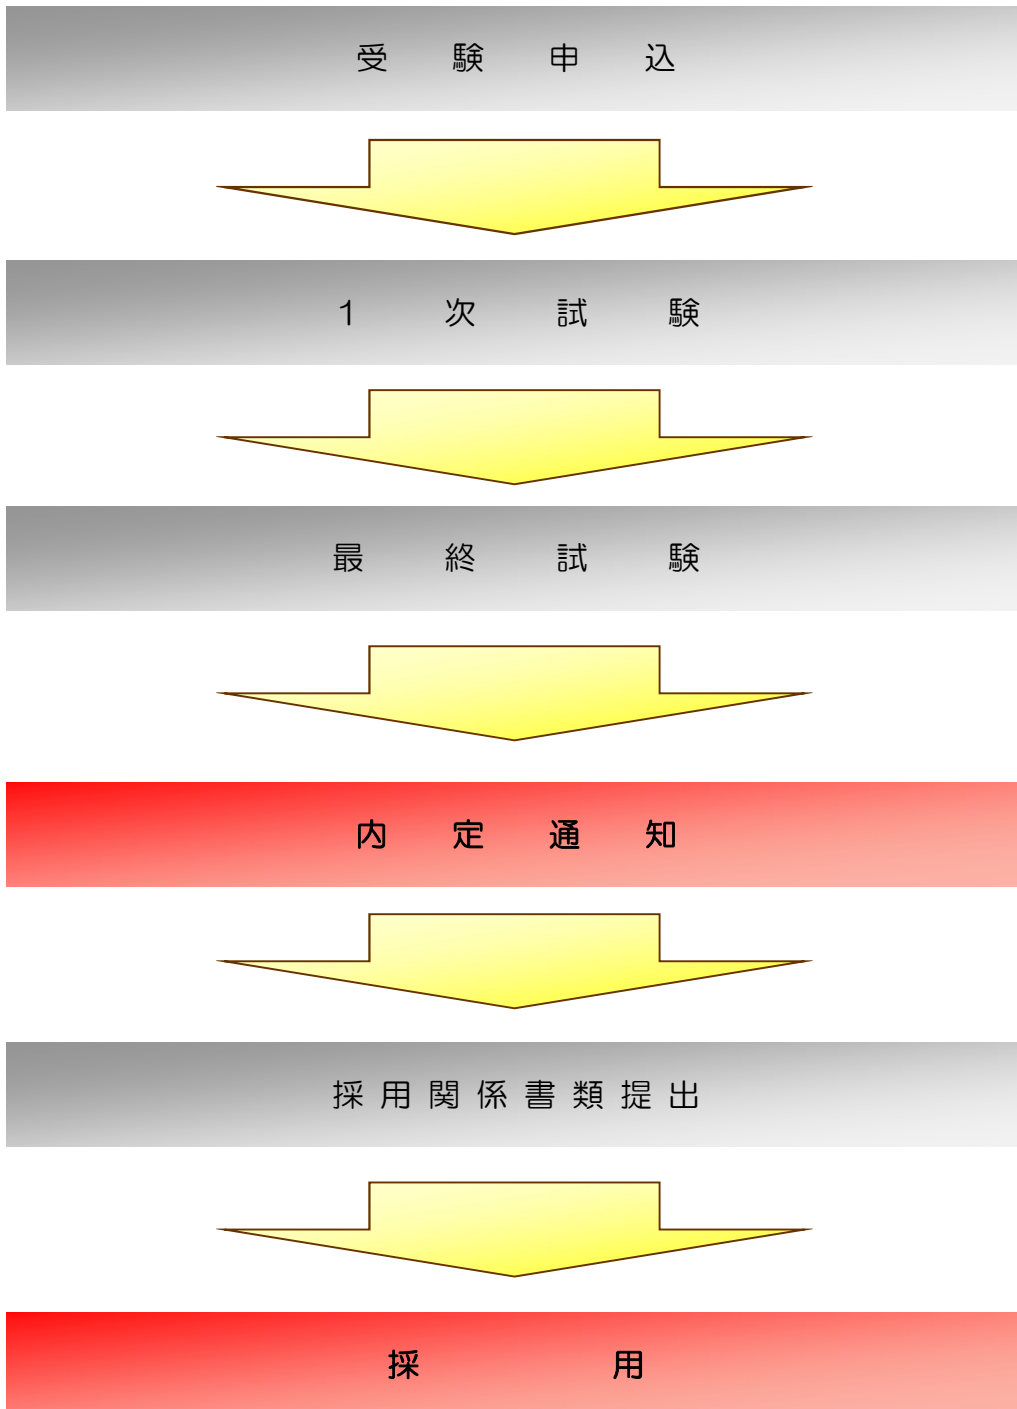 受験申込
１次試験
最終試験
内定通知
採用関係書類提出
採用